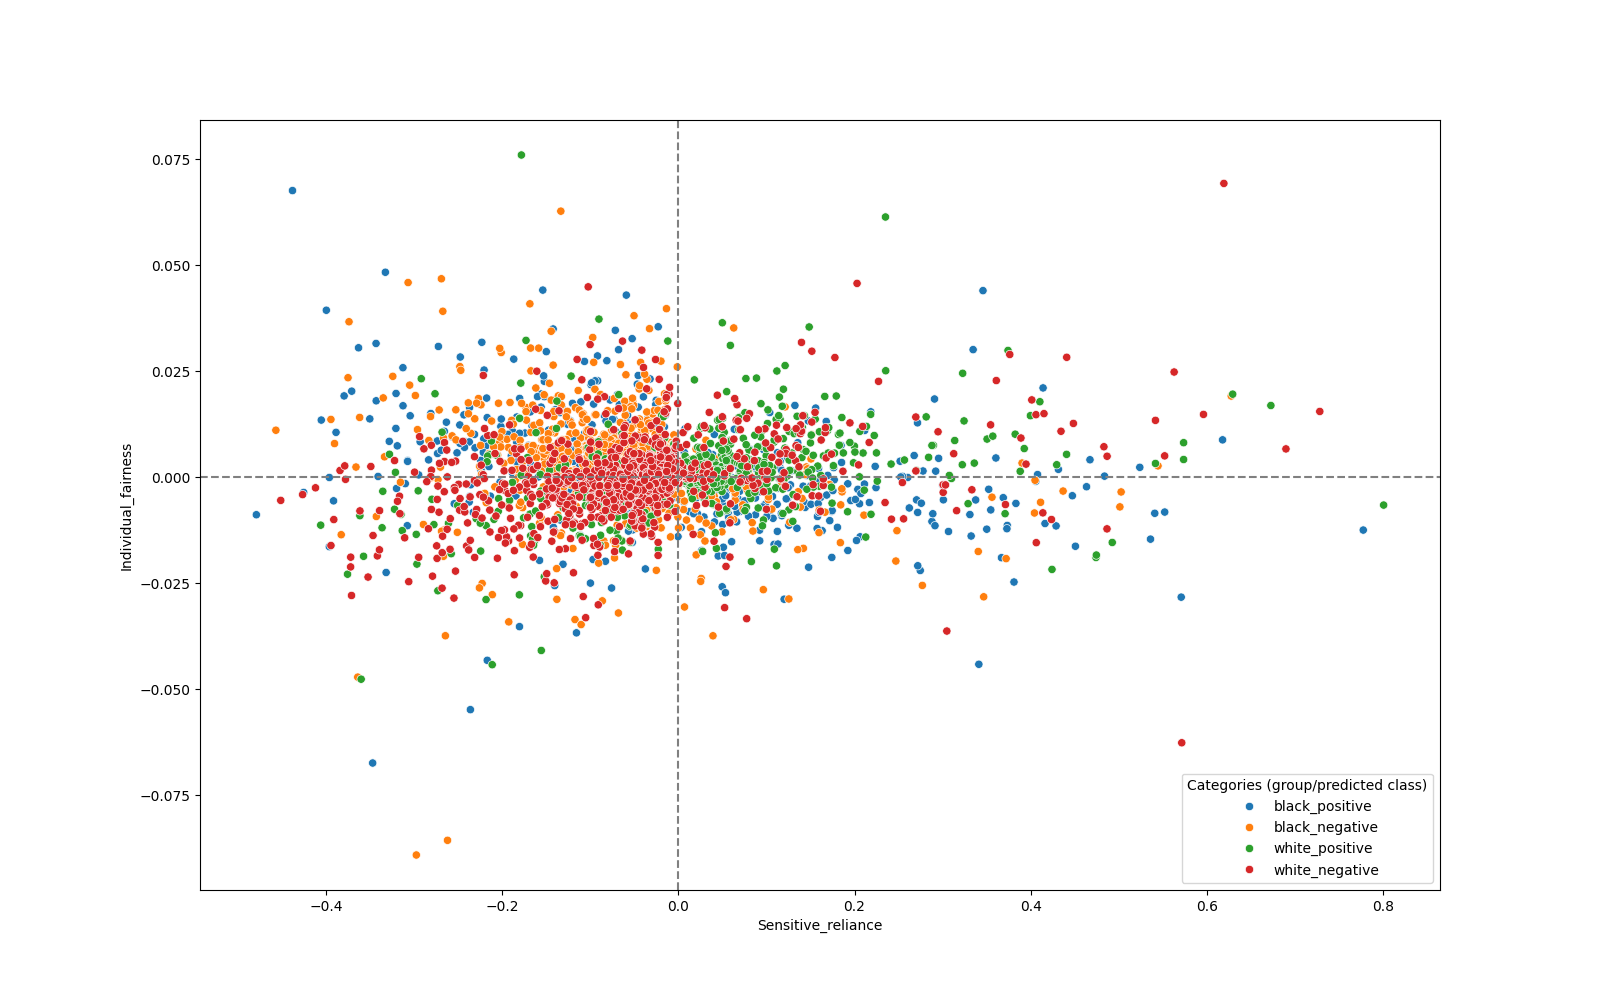 0.075
0.050
0.025
0.000
−0.025
−0.050
−0.075
Individual_fairness
−0.4
−0.2
0.0
0.2
0.4
0.6
0.8
Sensitive_reliance
Categories (group/predicted class)
black_positive
black_negative
white_positive
white_negative